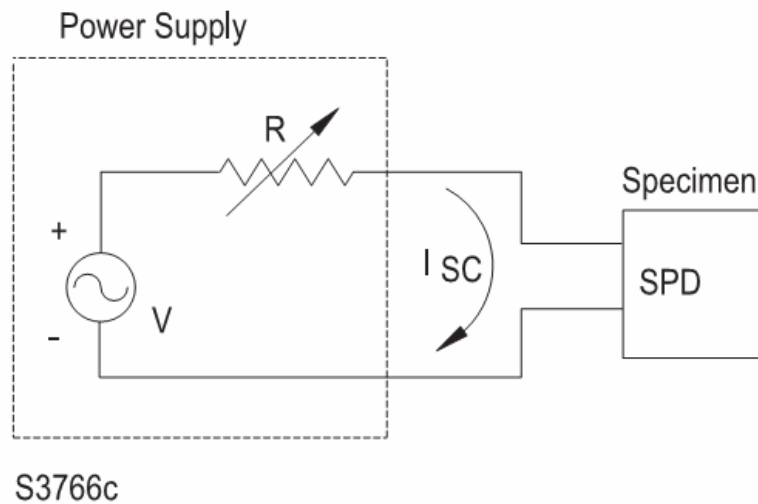 Power Supply
R
Specimen
+
I SC
SPD
V
-
S3766c